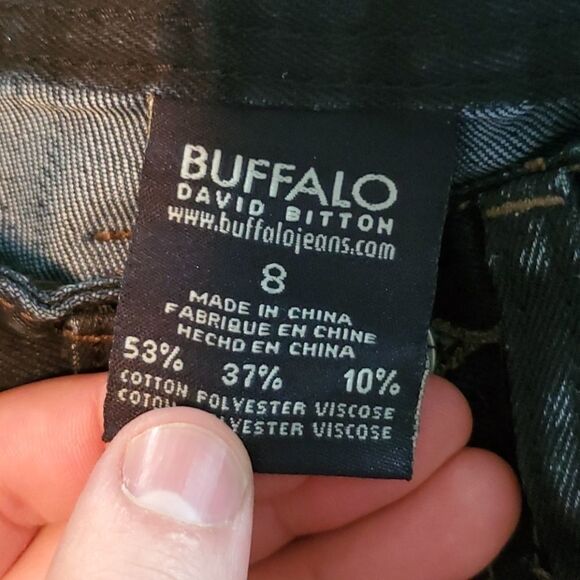 BUFFALO
DAVID BITTON
www.buffalojeans.com
8
MADE IN CHINA
FABRIQUE EN CHINE
HECHO EN CHINA
53% 37% 10%
COTTON POLYESTER VISCOSE
POLYESTER VISCOSE